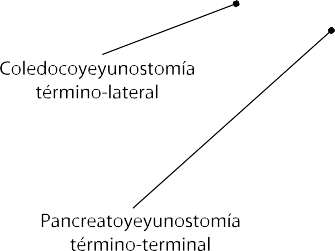 Coledocoyeyunostomía
término-lateral
Pancreatoyeyunostomía
término-terminal